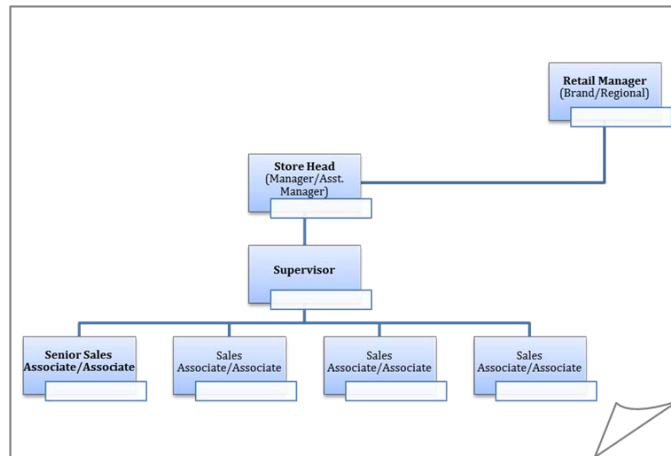 Retail Manager
(Brand/Regional)
Store Head
(Manager/Asst.
Manager)
Supervisor
Senior Sales
Associate/Associate
Sales
Associate/Associate
Sales
Associate/Associate
Sales
Associate/Associate